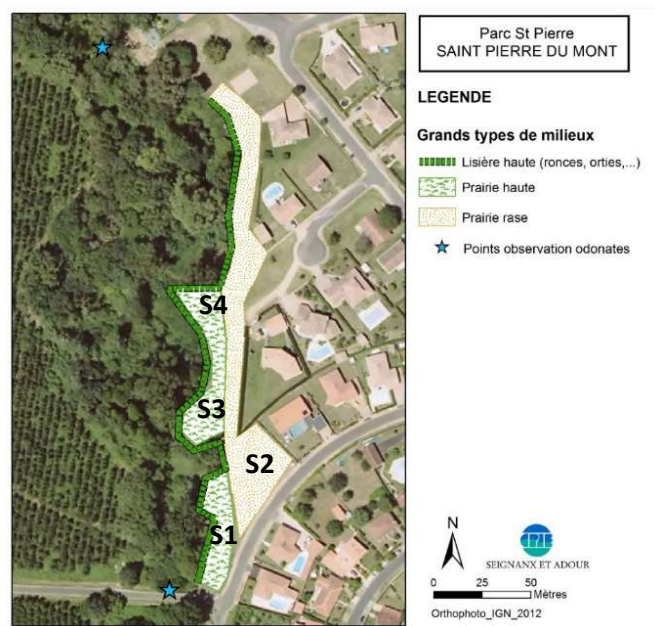 Parc St Pierre
SAINT PIERRE DU MONT
LEGENDE
Grands types de milieux
Lisière haute (ronces, orties,...)
Prairie haute
Prairie rase
Points observation odonates
S4
S3
S2
S1
N
CPIE
SEIGNANX ET ADOUR
0 25 50
Mètres
Orthophoto_IGN_2012